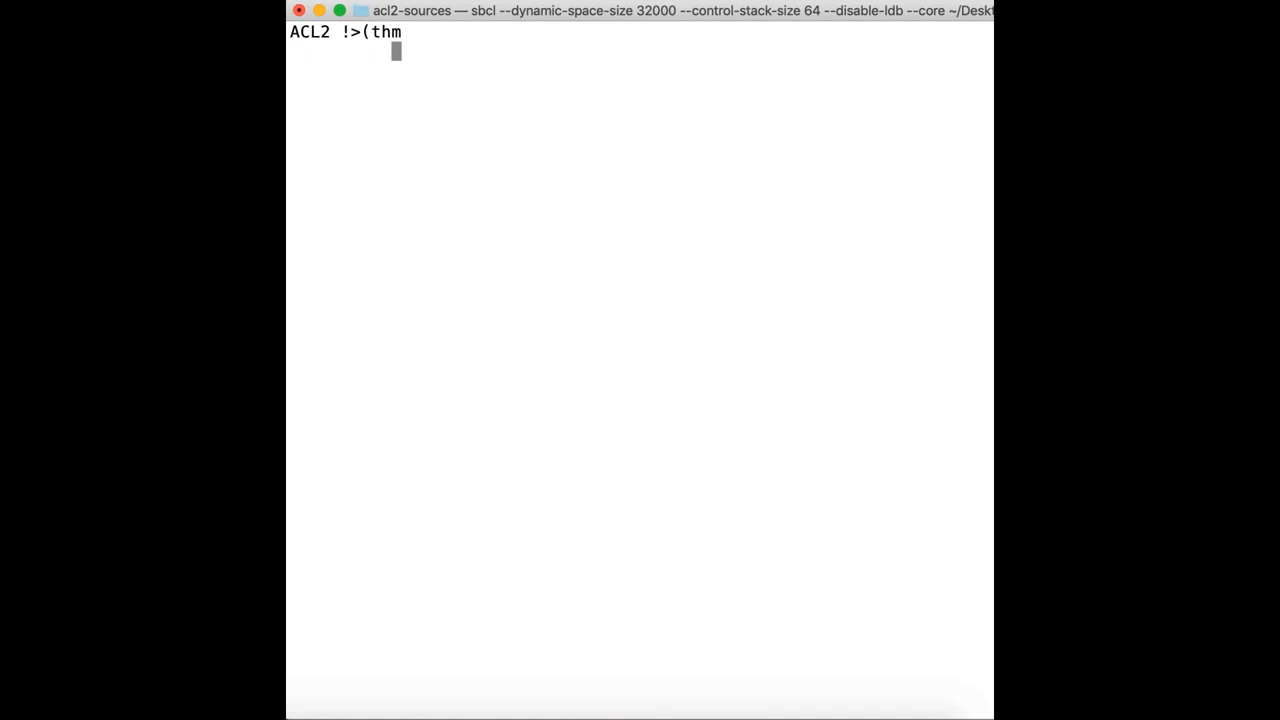 acl2-sources — sbcl --dynamic-space-size 32000 --control-stack-size 64 --disable-ldb --core ~/Deskt
ACL2 !>(thm